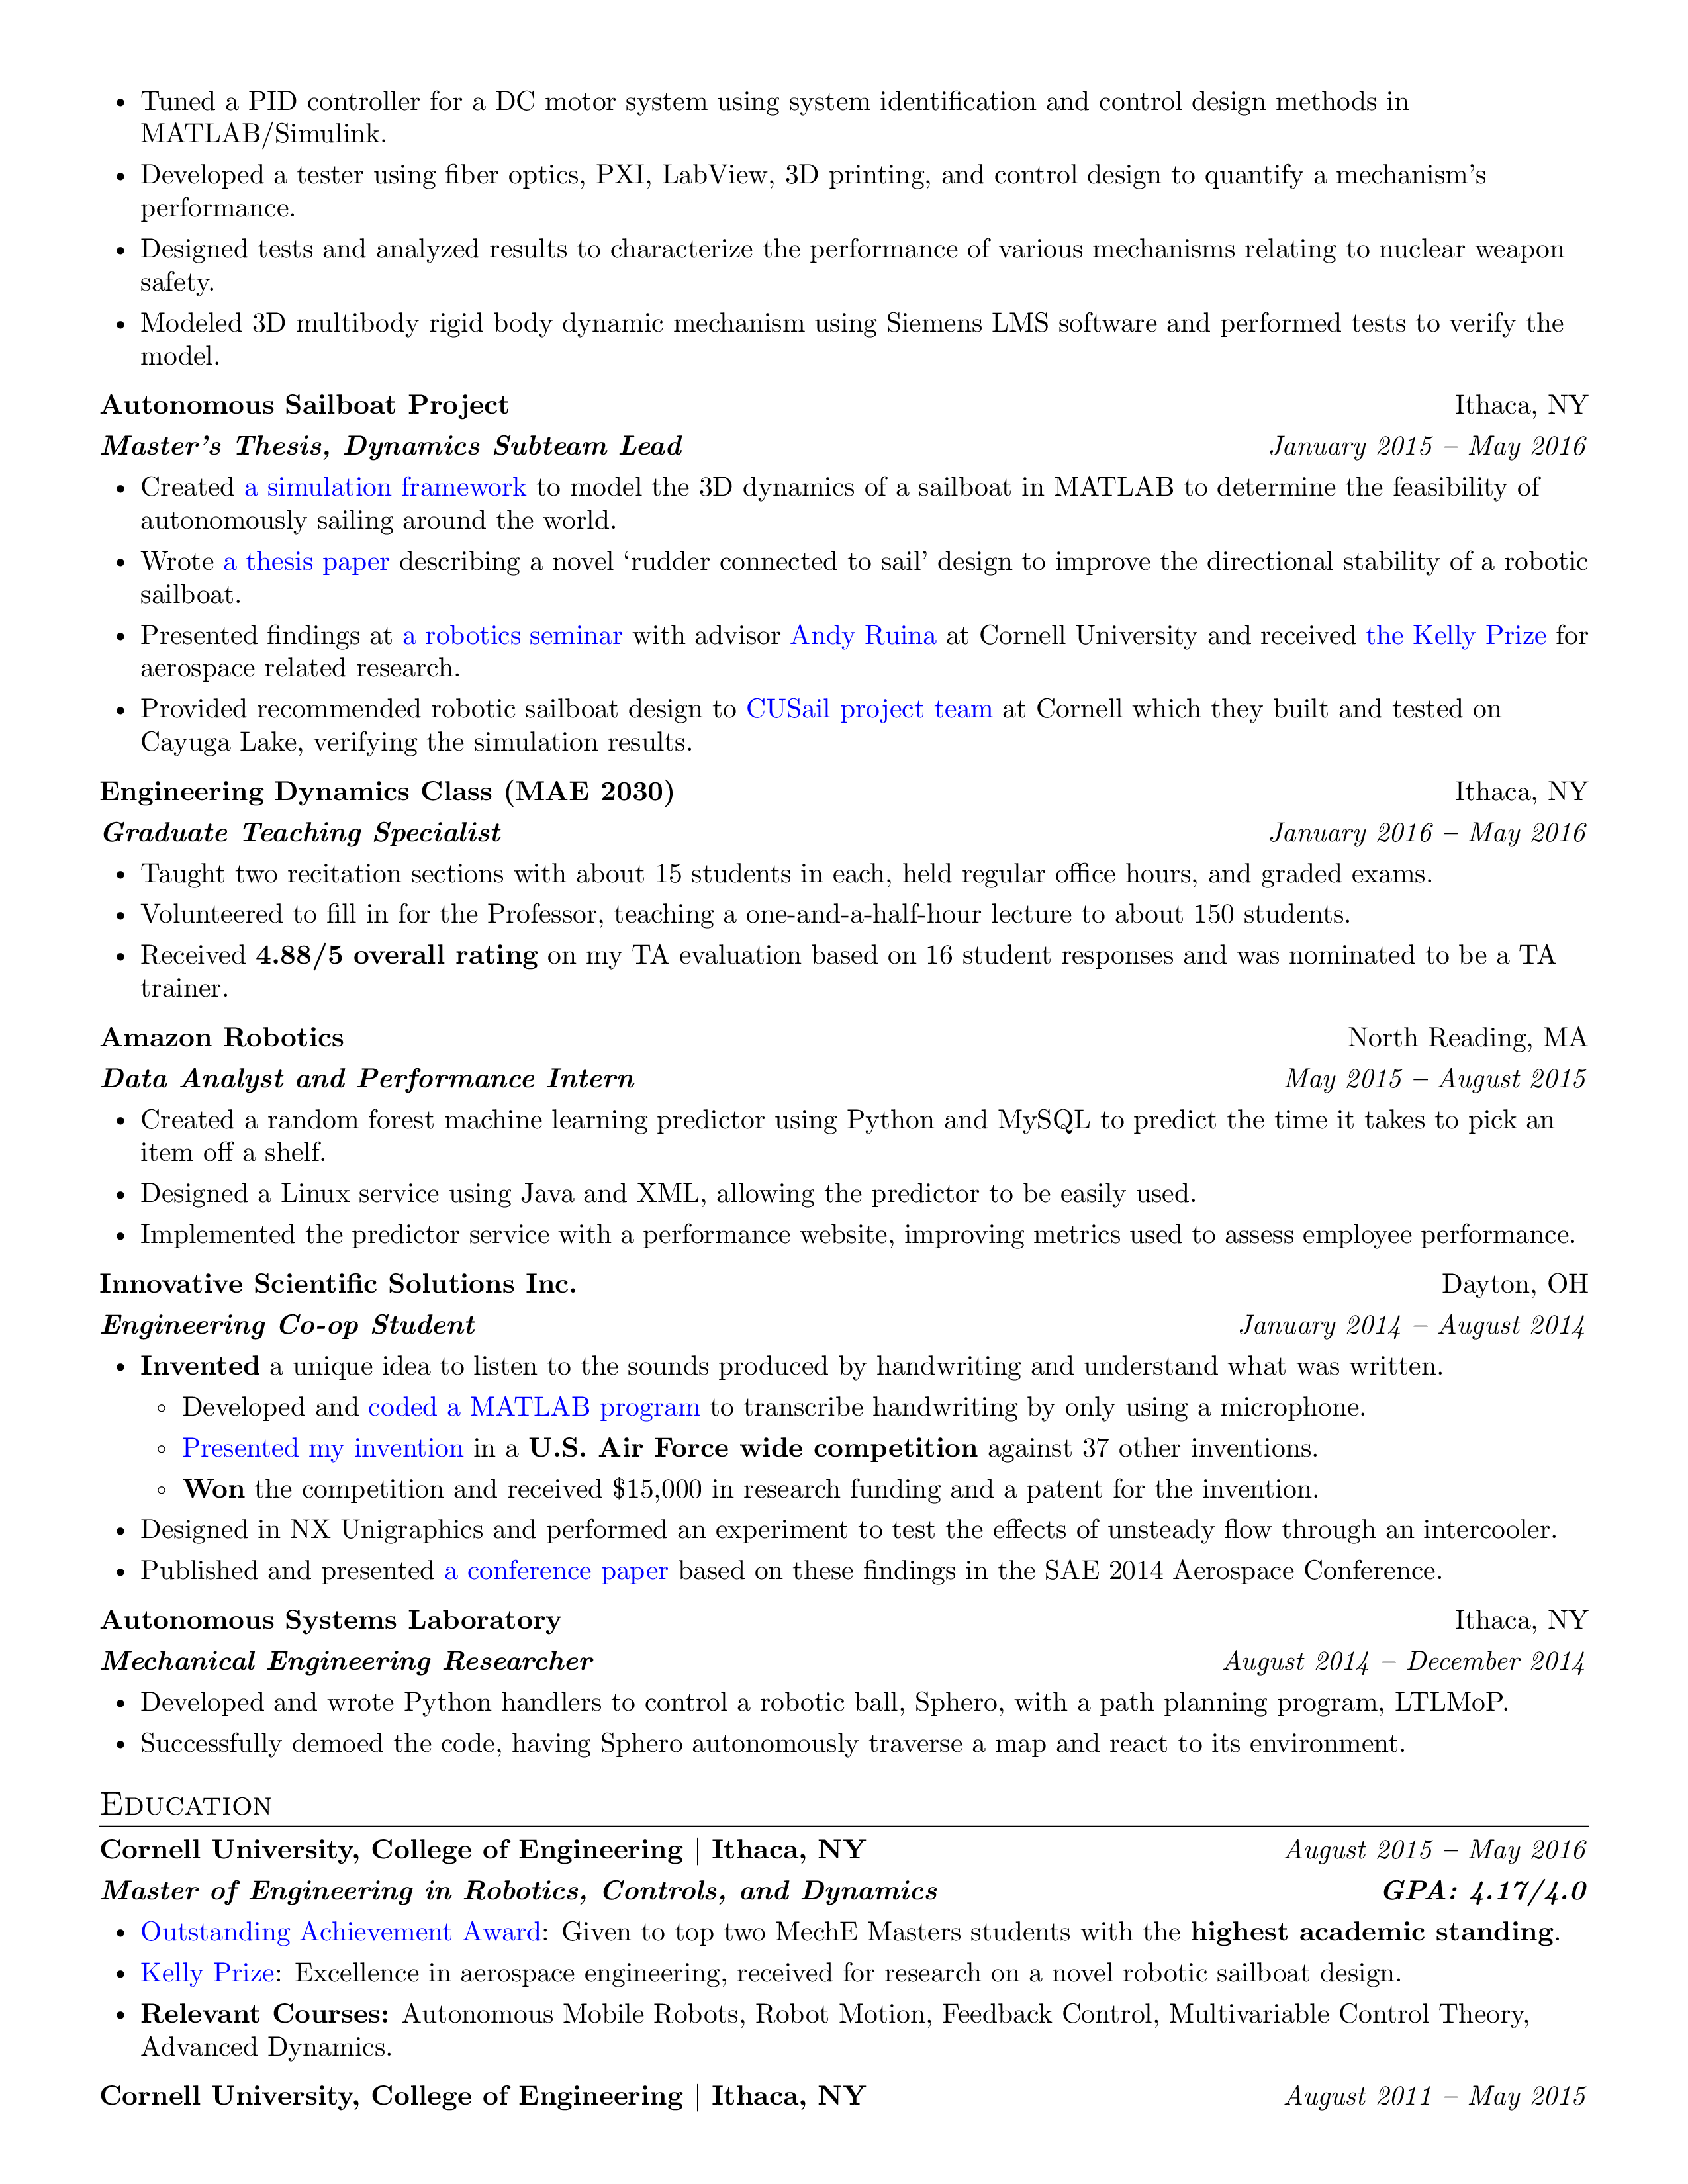 • Tuned a PID controller for a DC motor system using system identification and control design methods in
MATLAB/Simulink.
• Developed a tester using fiber optics, PXI, LabView, 3D printing, and control design to quantify a mechanism's
performance.
• Designed tests and analyzed results to characterize the performance of various mechanisms relating to nuclear weapon
safety.
• Modeled 3D multibody rigid body dynamic mechanism using Siemens LMS software and performed tests to verify the
model.
Autonomous Sailboat Project Ithaca, NY
Master's Thesis, Dynamics Subteam Lead January 2015 – May 2016
• Created a simulation framework to model the 3D dynamics of a sailboat in MATLAB to determine the feasibility of
autonomously sailing around the world.
• Wrote a thesis paper describing a novel 'rudder connected to sail' design to improve the directional stability of a robotic
sailboat.
• Presented findings at a robotics seminar with advisor Andy Ruina at Cornell University and received the Kelly Prize for
aerospace related research.
• Provided recommended robotic sailboat design to CUSail project team at Cornell which they built and tested on
Cayuga Lake, verifying the simulation results.
Engineering Dynamics Class (MAE 2030) Ithaca, NY
Graduate Teaching Specialist January 2016 – May 2016
• Taught two recitation sections with about 15 students in each, held regular office hours, and graded exams.
• Volunteered to fill in for the Professor, teaching a one-and-a-half-hour lecture to about 150 students.
• Received 4.88/5 overall rating on my TA evaluation based on 16 student responses and was nominated to be a TA
trainer.
Amazon Robotics North Reading, MA
Data Analyst and Performance Intern May 2015 – August 2015
• Created a random forest machine learning predictor using Python and MySQL to predict the time it takes to pick an
item off a shelf.
• Designed a Linux service using Java and XML, allowing the predictor to be easily used.
• Implemented the predictor service with a performance website, improving metrics used to assess employee performance.
Innovative Scientific Solutions Inc. Dayton, OH
Engineering Co-op Student January 2014 – August 2014
• Invented a unique idea to listen to the sounds produced by handwriting and understand what was written.
◦ Developed and coded a MATLAB program to transcribe handwriting by only using a microphone.
◦ Presented my invention in a U.S. Air Force wide competition against 37 other inventions.
◦ Won the competition and received $15,000 in research funding and a patent for the invention.
• Designed in NX Unigraphics and performed an experiment to test the effects of unsteady flow through an intercooler.
• Published and presented a conference paper based on these findings in the SAE 2014 Aerospace Conference.
Autonomous Systems Laboratory Ithaca, NY
Mechanical Engineering Researcher August 2014 – December 2014
• Developed and wrote Python handlers to control a robotic ball, Sphero, with a path planning program, LTLMoP.
• Successfully demoed the code, having Sphero autonomously traverse a map and react to its environment.
Education
Cornell University, College of Engineering | Ithaca, NY August 2015 – May 2016
Master of Engineering in Robotics, Controls, and Dynamics GPA: 4.17/4.0
• Outstanding Achievement Award: Given to top two MechE Masters students with the highest academic standing.
• Kelly Prize: Excellence in aerospace engineering, received for research on a novel robotic sailboat design.
• Relevant Courses: Autonomous Mobile Robots, Robot Motion, Feedback Control, Multivariable Control Theory,
Advanced Dynamics.
Cornell University, College of Engineering | Ithaca, NY August 2011 – May 2015